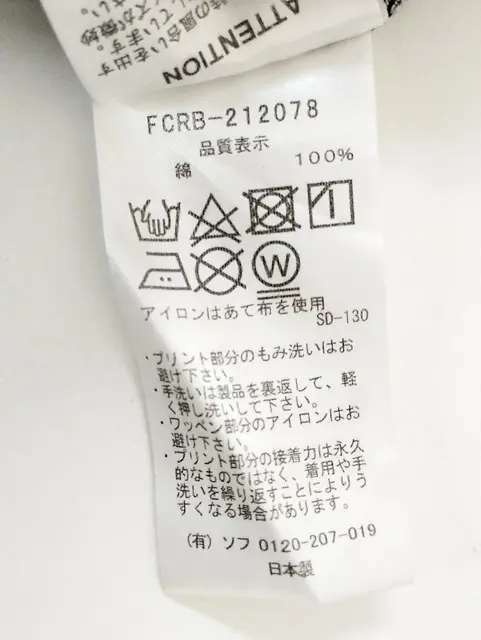 ATTENTION
FCRB-212078
品質表示
綿 100%
W
アイロンはあて布を使用
SD-130
・プリント部分のもみ洗いはお
避け下さい。
・手洗いは製品を裏返して、軽
く押し洗いして下さい。
・ワッペン部分のアイロンはお
避け下さい。
・プリント部分の接着力は永久
的なものではなく、着用や手
洗いを繰り返すことによりう
すくなる場合があります。
(有) ソフ 0120-207-019
日本製